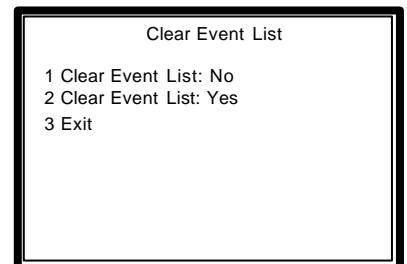 Clear Event List
1 Clear Event List: No
2 Clear Event List: Yes
3 Exit